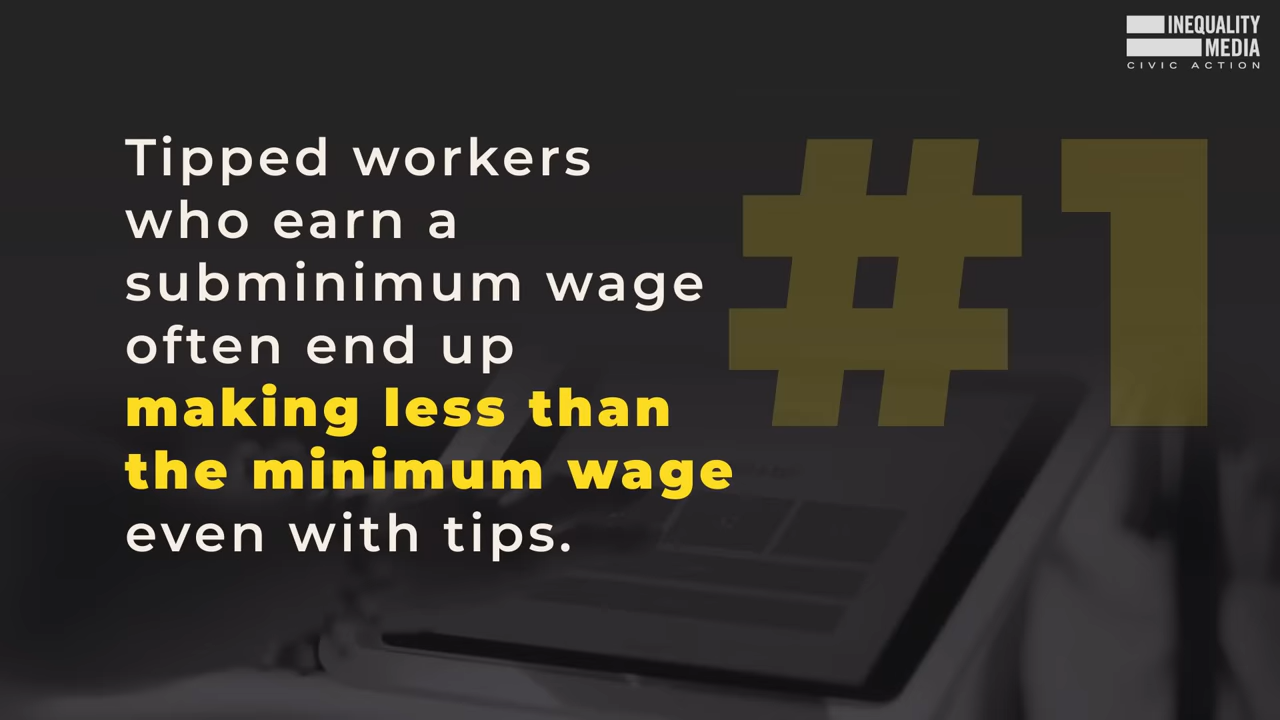 INEQUALITY
MEDIA
CIVIC ACTION
Tipped workers
who earn a
subminimum wage
often end up
making less than
the minimum wage
even with tips.
#1